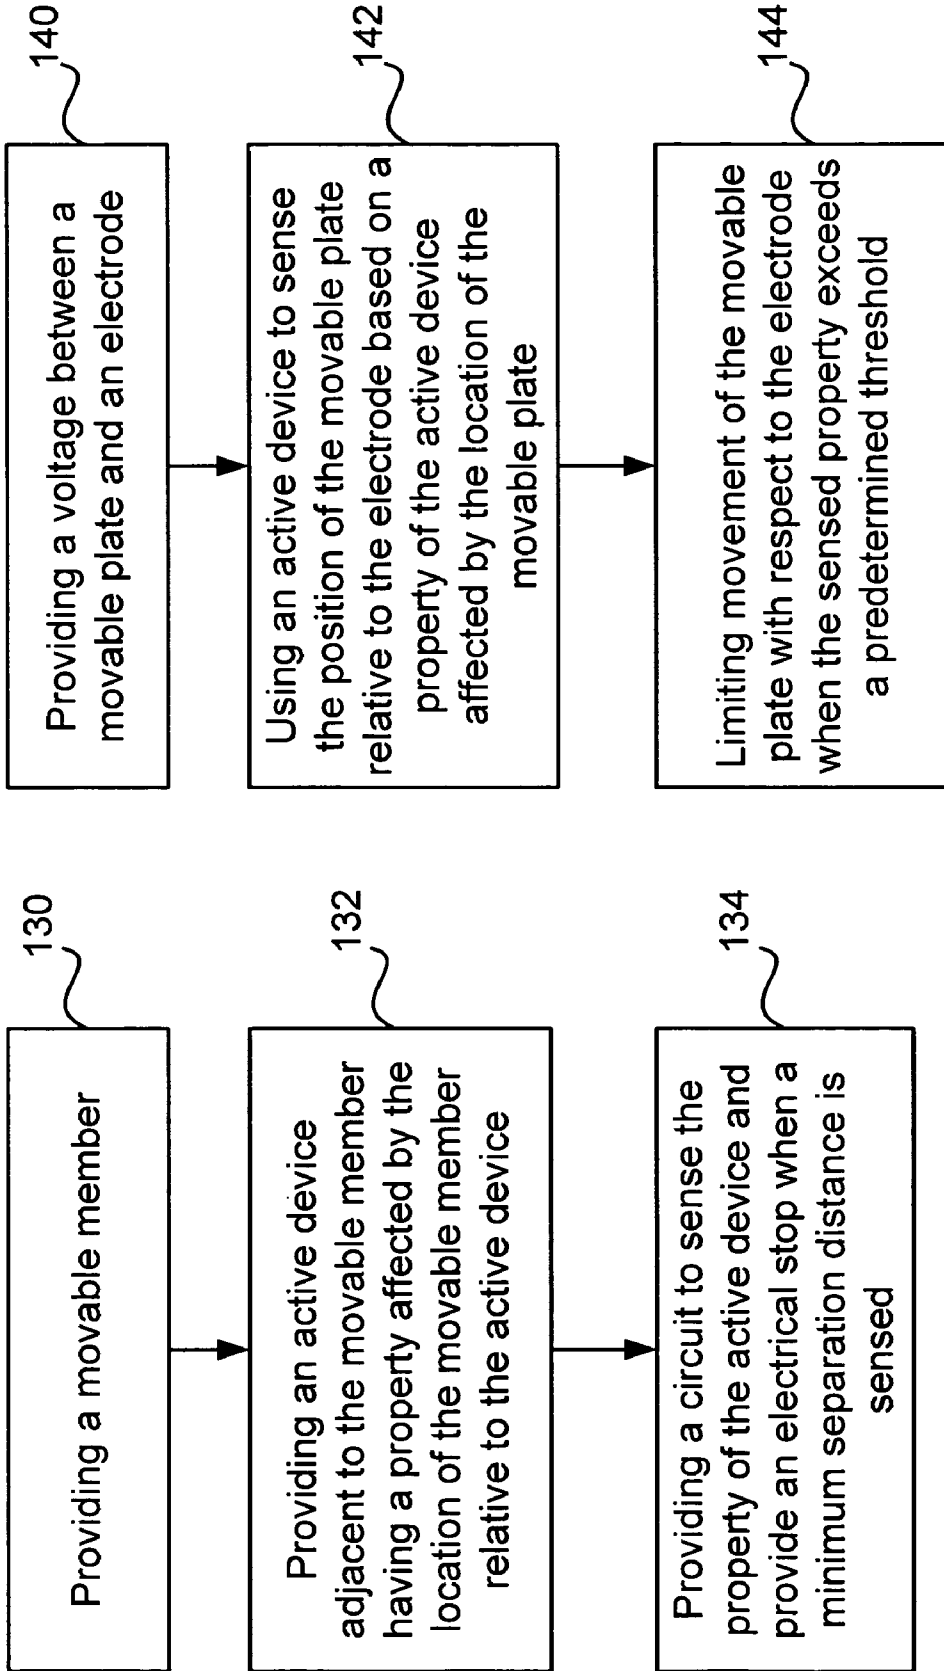 130
Providing a movable member
132
Providing an active device
adjacent to the movable member
having a property affected by the
location of the movable member
relative to the active device
134
Providing a circuit to sense the
property of the active device and
provide an electrical stop when a
minimum separation distance is
sensed
140
Providing a voltage between a
movable plate and an electrode
142
Using an active device to sense
the position of the movable plate
relative to the electrode based on a
property of the active device
affected by the location of the
movable plate
144
Limiting movement of the movable
plate with respect to the electrode
when the sensed property exceeds
a predetermined threshold